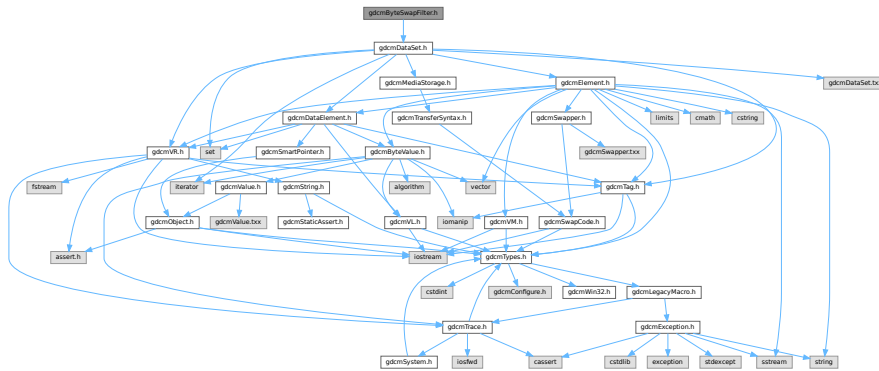 gdcmByteSwapFilter.h
gdcmDataSet.h
gdcmMediaStorage.h
gdcmElement.h
gdcmDataSet.tx
gdcmDataElement.h
gdcmTransferSyntax.h
gdcmSwapper.h
limits
cmath
cstring
gdcmVR.h
set
gdcmSmartPointer.h
gdcmByteValue.h
gdcmSwapper.txx
fstream
iterator
gdcmValue.h
gdcmString.h
algorithm
vector
gdcmTag.h
gdcmObject.h
gdcmValue.txx
gdcmStaticAssert.h
gdcmVL.h
iomanip
gdcmVM.h
gdcmSwapCode.h
assert.h
iostream
gdcmTypes.h
cstdint
gdcmConfigure.h
gdcmWin32.h
gdcmLegacyMacro.h
gdcmTrace.h
gdcmException.h
gdcmSystem.h
iosfwd
cassert
cstdlib
exception
stdexcept
sstream
string